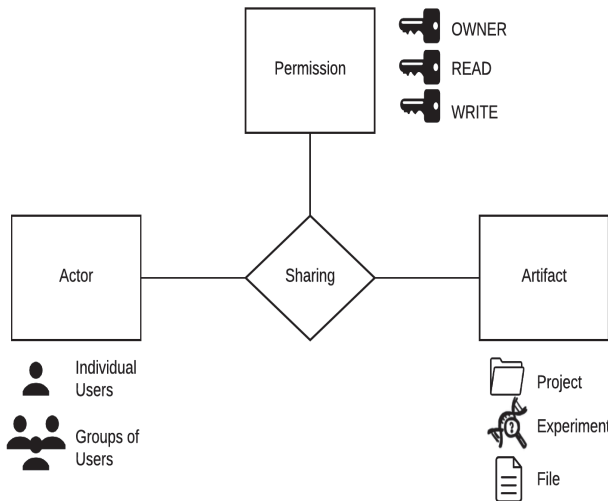 OWNER
Permission
READ
WRITE
Actor
Sharing
Artifact
Individual
Users
Project
Experiment
Groups of
Users
File
?